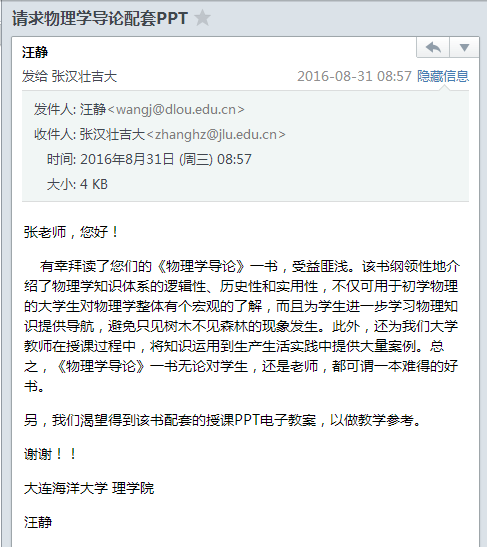 请求物理学导论配套PPT
汪静
发给 张汉壮吉大 2016-08-31 08:57 隐藏信息
发件人: 汪静<wangj@dlou.edu.cn>
收件人: 张汉壮吉大<zhanghz@jlu.edu.cn>
时间: 2016年8月31日 (周三) 08:57
大小: 4 KB
张老师，您好！
有幸拜读了您们的《物理学导论》一书，受益匪浅。该书纲领性地介
绍了物理学知识体系的逻辑性、历史性和实用性，不仅可用于初学物理
的大学生对物理学整体有个宏观的了解，而且为学生进一步学习物理知
识提供导航，避免只见树木不见森林的现象发生。此外，还为我们大学
教师在授课过程中，将知识运用到生产生活实践中提供大量案例。总
之，《物理学导论》一书无论对学生，还是老师，都可谓一本难得的好
书。
另，我们渴望得到该书配套的授课PPT电子教案，以做教学参考。
谢谢！！
大连海洋大学 理学院
汪静